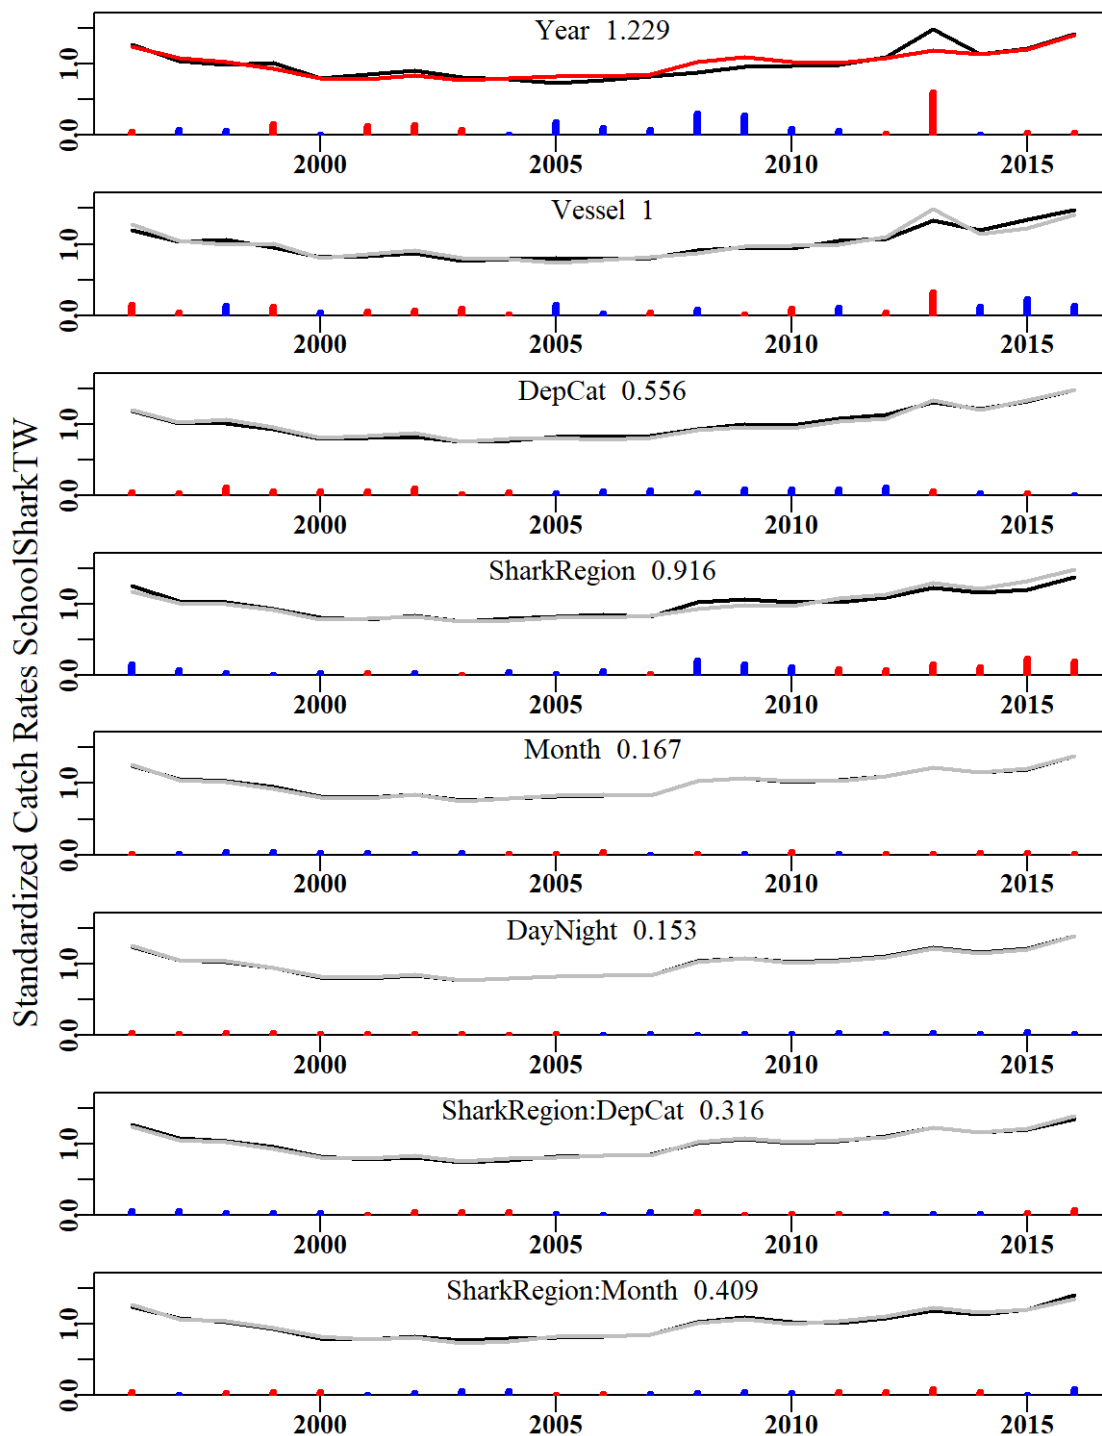 Standardized Catch Rates SchoolSharkTW
Year 1.229
0.0 1.0
2000 2005 2010 2015
Vessel 1
0.0 1.0
2000 2005 2010 2015
DepCat 0.556
0.0 1.0
2000 2005 2010 2015
SharkRegion 0.916
0.0 1.0
2000 2005 2010 2015
Month 0.167
0.0 1.0
2000 2005 2010 2015
DayNight 0.153
0.0 1.0
2000 2005 2010 2015
SharkRegion:DepCat 0.316
0.0 1.0
2000 2005 2010 2015
SharkRegion:Month 0.409
0.0 1.0
2000 2005 2010 2015